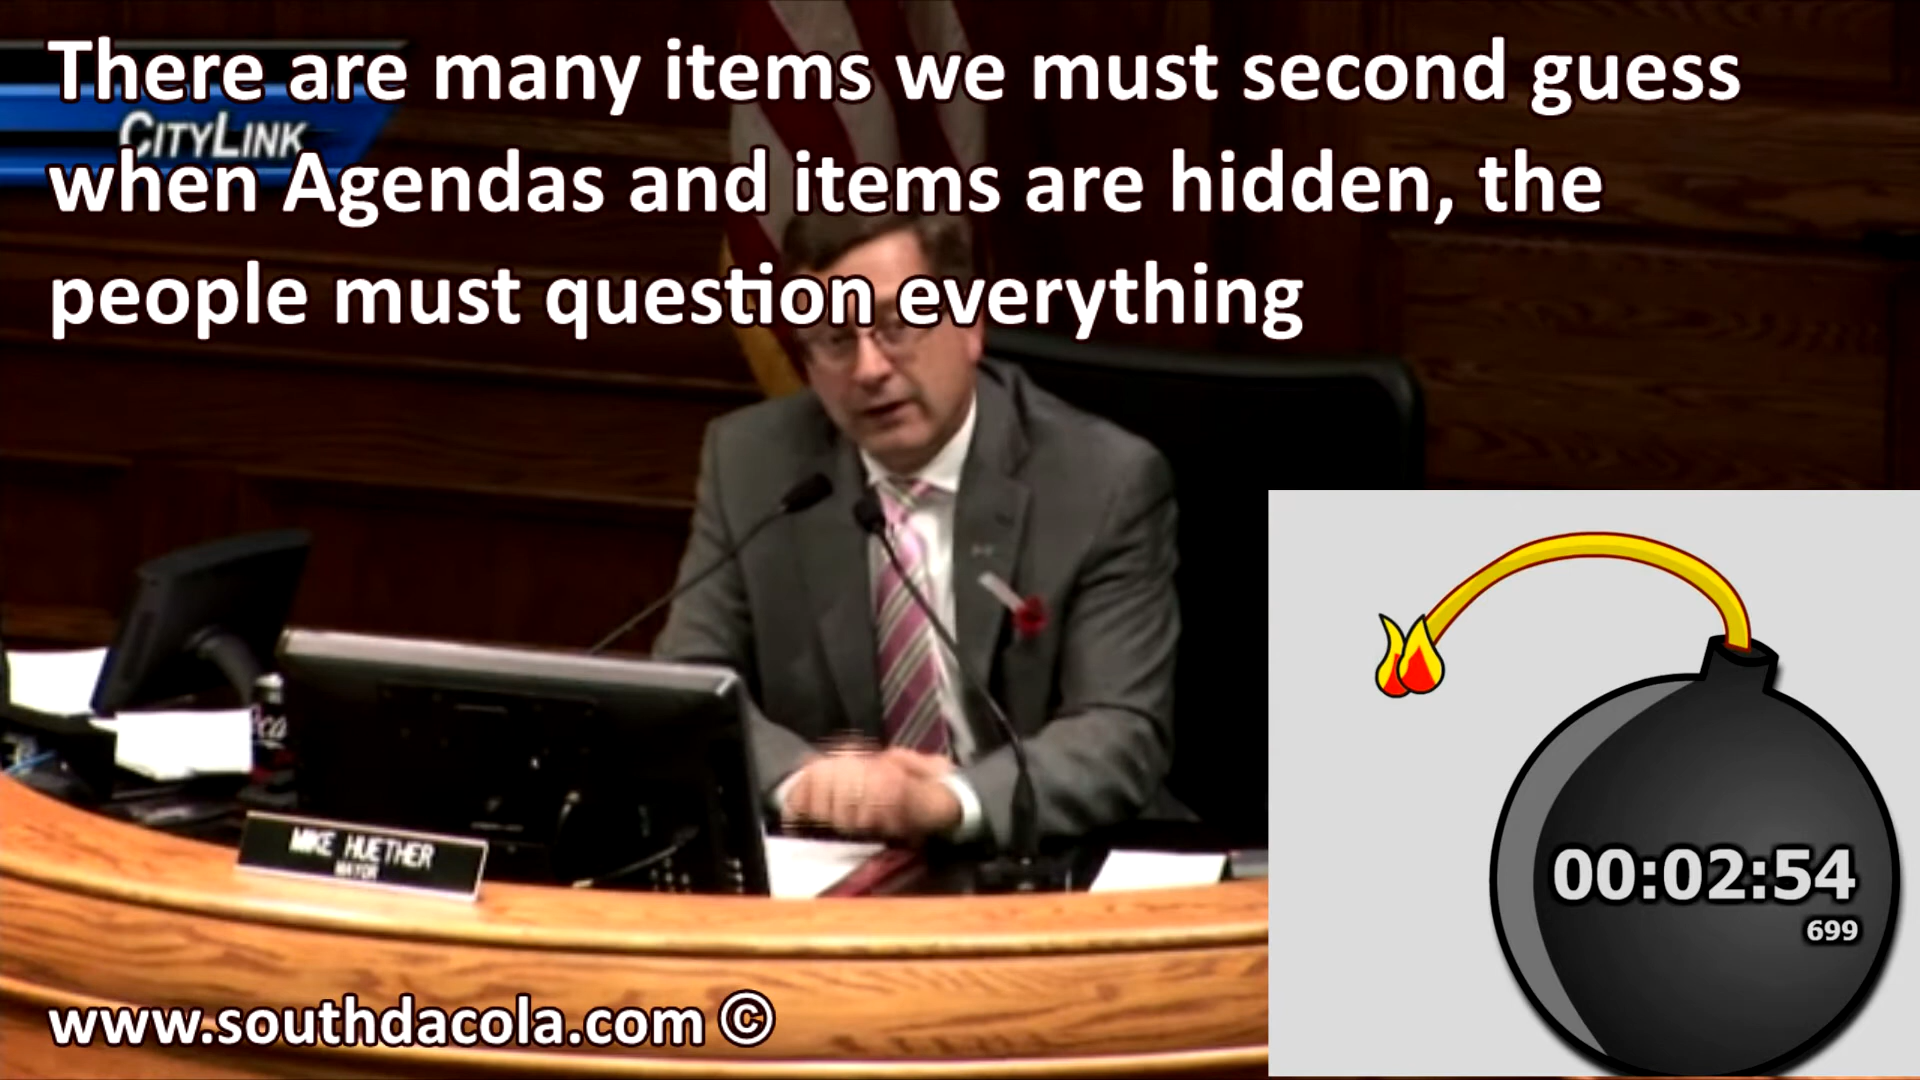 There are many items we must second guess
CITYLINK
when Agendas and items are hidden, the
people must question everything
MIKE HUETHER
MAYOR
00:02:54
699
www.southdacola.com ©